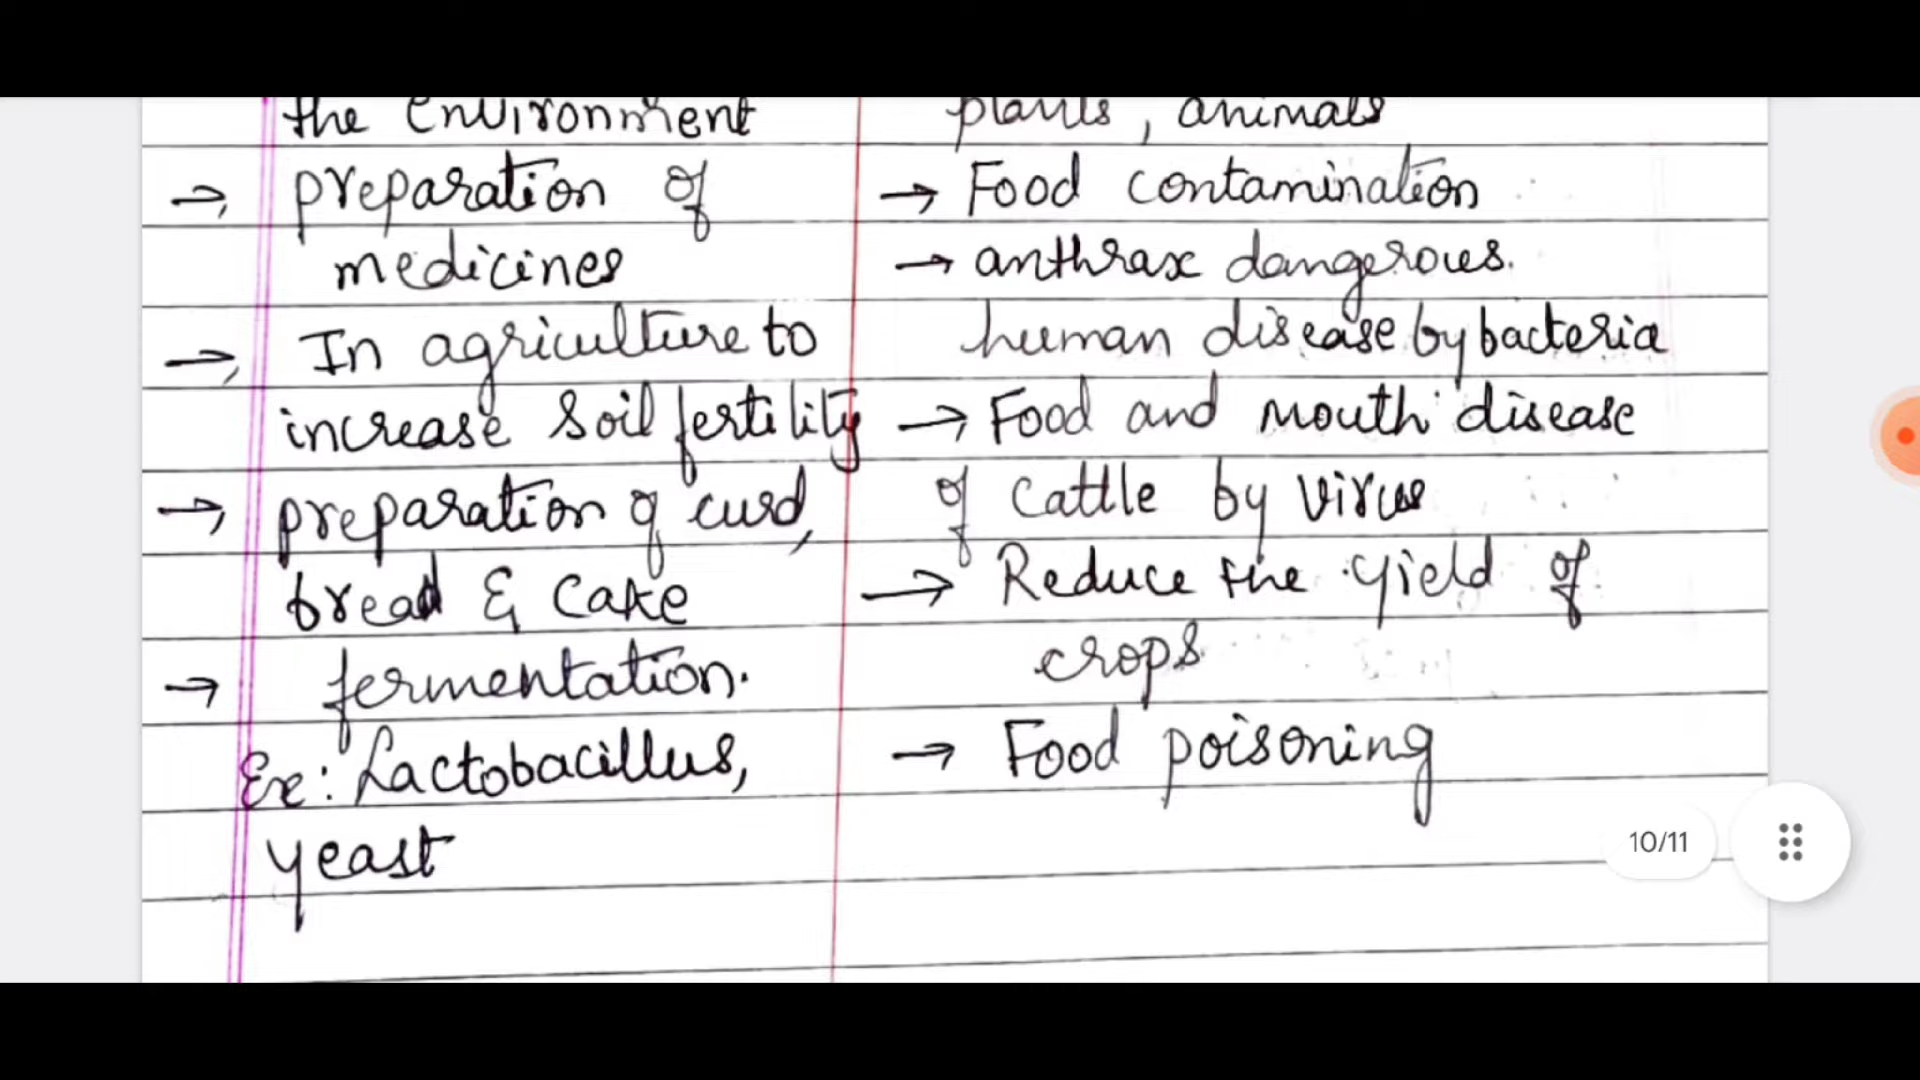 the environment
→ preparation of
medicines
→ In agriculture to
increase soil fertility
→ preparation of curd,
bread & cake
→ fermentation.
Ex: Lactobacillus,
yeast
plants, animals
→ Food contamination
→ anthrax dangerous.
human disease by bacteria
→ Food and mouth disease
of cattle by virus
→ Reduce the yield of
crops
→ Food poisoning
10/11